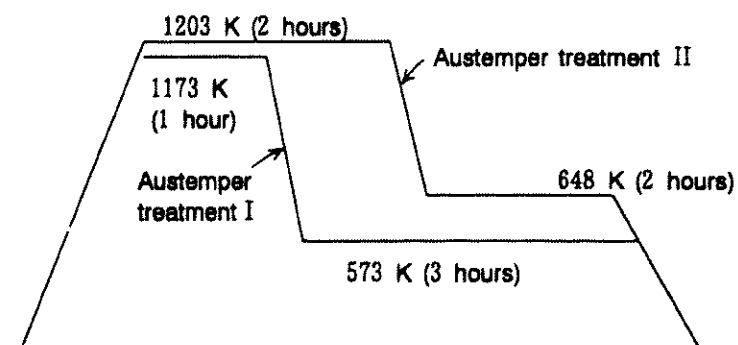 1203 K (2 hours)
Austemper treatment II
1173 K
(1 hour)
Austemper
treatment I
648 K (2 hours)
573 K (3 hours)